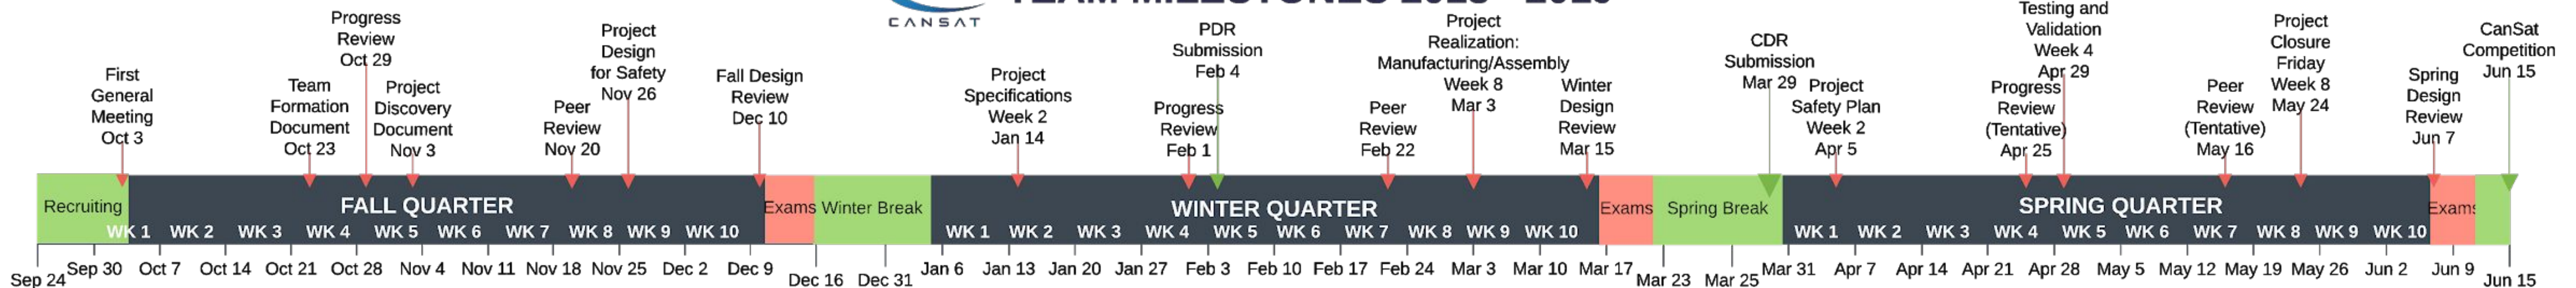 CANSAT
First
General
Meeting
Oct 3
Team
Formation
Document
Oct 23
Progress
Review
Oct 29
Project
Discovery
Document
Nov 3
Peer
Review
Nov 20
Project
Design
for Safety
Nov 26
Fall Design
Review
Dec 10
Project
Specifications
Week 2
Jan 14
Progress
Review
Feb 1
PDR
Submission
Feb 4
Peer
Review
Feb 22
Project
Realization:
Manufacturing/Assembly
Week 8
Mar 3
Winter
Design
Review
Mar 15
CDR
Submission
Mar 29
Project
Safety Plan
Week 2
Apr 5
Progress
Review
(Tentative)
Apr 25
Testing and
Validation
Week 4
Apr 29
Peer
Review
(Tentative)
May 16
Project
Closure
Friday
Week 8
May 24
Spring
Design
Review
Jun 7
CanSat
Competition
Jun 15
Recruiting FALL QUARTER Exams Winter Break WINTER QUARTER Exams Spring Break SPRING QUARTER Exams
WK 1 WK 2 WK 3 WK 4 WK 5 WK 6 WK 7 WK 8 WK 9 WK 10 WK 1 WK 2 WK 3 WK 4 WK 5 WK 6 WK 7 WK 8 WK 9 WK 10 WK 1 WK 2 WK 3 WK 4 WK 5 WK 6 WK 7 WK 8 WK 9 WK 10
Sep 24 Sep 30 Oct 7 Oct 14 Oct 21 Oct 28 Nov 4 Nov 11 Nov 18 Nov 25 Dec 2 Dec 9 Dec 16 Dec 31 Jan 6 Jan 13 Jan 20 Jan 27 Feb 3 Feb 10 Feb 17 Feb 24 Mar 3 Mar 10 Mar 17 Mar 23 Mar 25 Mar 31 Apr 7 Apr 14 Apr 21 Apr 28 May 5 May 12 May 19 May 26 Jun 2 Jun 9 Jun 15